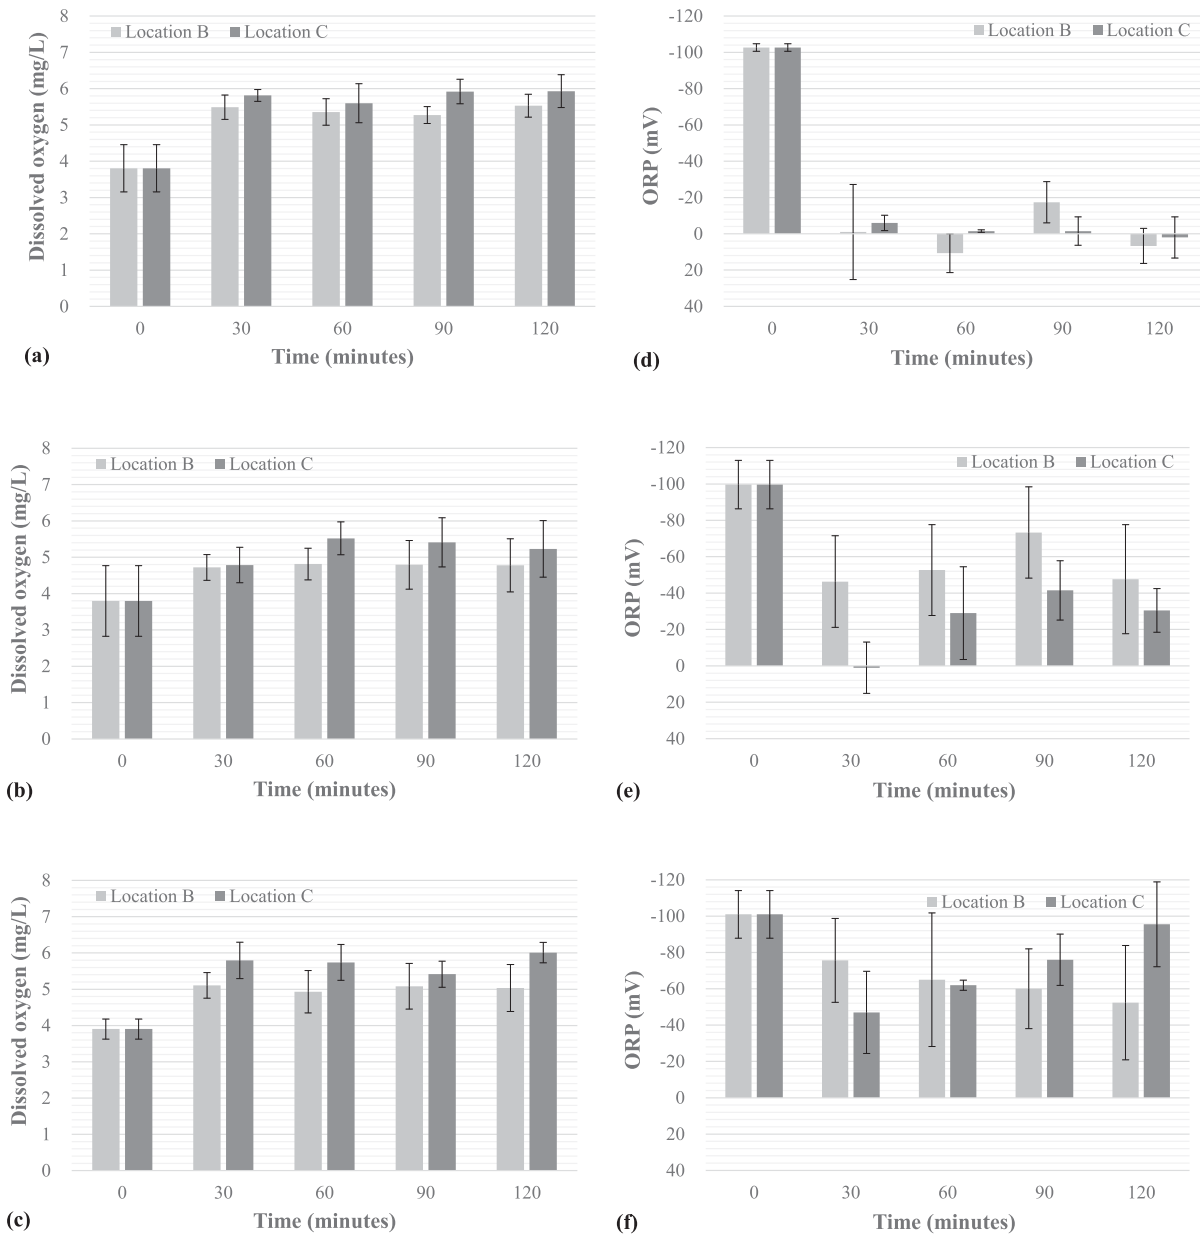 Dissolved oxygen (mg/L)
8
7
6
5
4
3
2
1
0
Location B Location C
0 30 60 90 120
Time (minutes)
(a)
ORP (mV)
-120
-100
-80
-60
-40
-20
0
20
40
Location B Location C
0 30 60 90 120
Time (minutes)
(d)
Dissolved oxygen (mg/L)
8
7
6
5
4
3
2
1
0
Location B Location C
0 30 60 90 120
Time (minutes)
(b)
ORP (mV)
-120
-100
-80
-60
-40
-20
0
20
40
Location B Location C
0 30 60 90 120
Time (minutes)
(e)
Dissolved oxygen (mg/L)
8
7
6
5
4
3
2
1
0
Location B Location C
0 30 60 90 120
Time (minutes)
(c)
ORP (mV)
-120
-100
-80
-60
-40
-20
0
20
40
Location B Location C
0 30 60 90 120
Time (minutes)
(f)